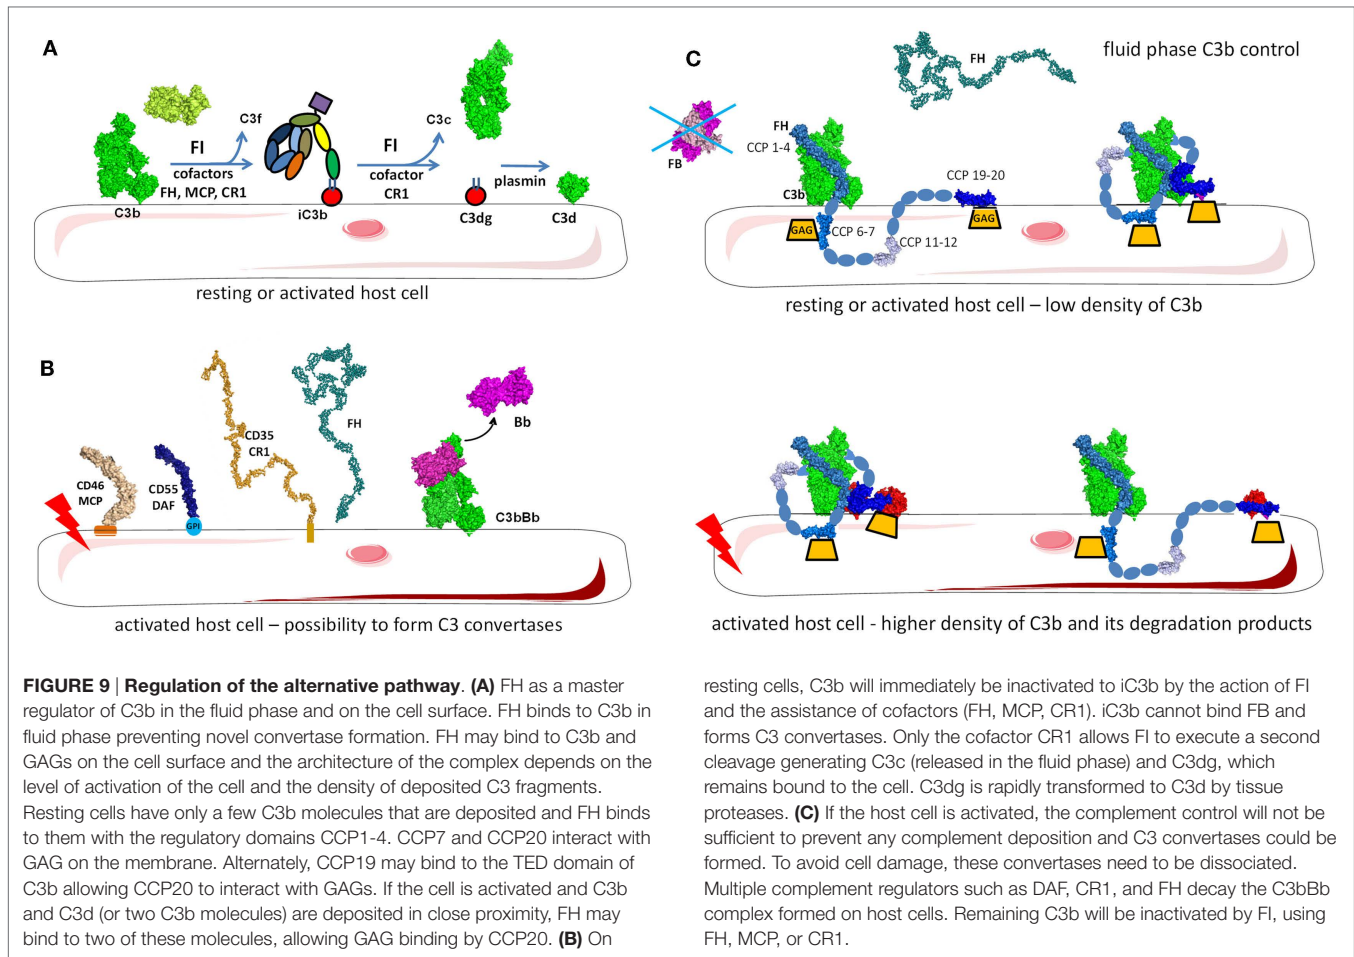 A
C3b
FI
cofactors
FH, MCP, CR1
C3f
iC3b
FI
cofactor
CR1
C3c
C3dg
plasmin
C3d
resting or activated host cell
B
CD46
MCP
CD55
DAF
GPI
CD35
CR1
FH
Bb
C3bBb
activated host cell – possibility to form C3 convertases
C
fluid phase C3b control
FH
FB
FH
CCP 1-4
C3b
GAG
CCP 6-7
CCP 11-12
CCP 19-20
GAG
resting or activated host cell – low density of C3b
activated host cell - higher density of C3b and its degradation products
FIGURE 9 | Regulation of the alternative pathway. (A) FH as a master
regulator of C3b in the fluid phase and on the cell surface. FH binds to C3b in
fluid phase preventing novel convertase formation. FH may bind to C3b and
GAGs on the cell surface and the architecture of the complex depends on the
level of activation of the cell and the density of deposited C3 fragments.
Resting cells have only a few C3b molecules that are deposited and FH binds
to them with the regulatory domains CCP1-4. CCP7 and CCP20 interact with
GAG on the membrane. Alternately, CCP19 may bind to the TED domain of
C3b allowing CCP20 to interact with GAGs. If the cell is activated and C3b
and C3d (or two C3b molecules) are deposited in close proximity, FH may
bind to two of these molecules, allowing GAG binding by CCP20. (B) On
resting cells, C3b will immediately be inactivated to iC3b by the action of FI
and the assistance of cofactors (FH, MCP, CR1). iC3b cannot bind FB and
forms C3 convertases. Only the cofactor CR1 allows FI to execute a second
cleavage generating C3c (released in the fluid phase) and C3dg, which
remains bound to the cell. C3dg is rapidly transformed to C3d by tissue
proteases. (C) If the host cell is activated, the complement control will not be
sufficient to prevent any complement deposition and C3 convertases could be
formed. To avoid cell damage, these convertases need to be dissociated.
Multiple complement regulators such as DAF, CR1, and FH decay the C3bBb
complex formed on host cells. Remaining C3b will be inactivated by FI, using
FH, MCP, or CR1.